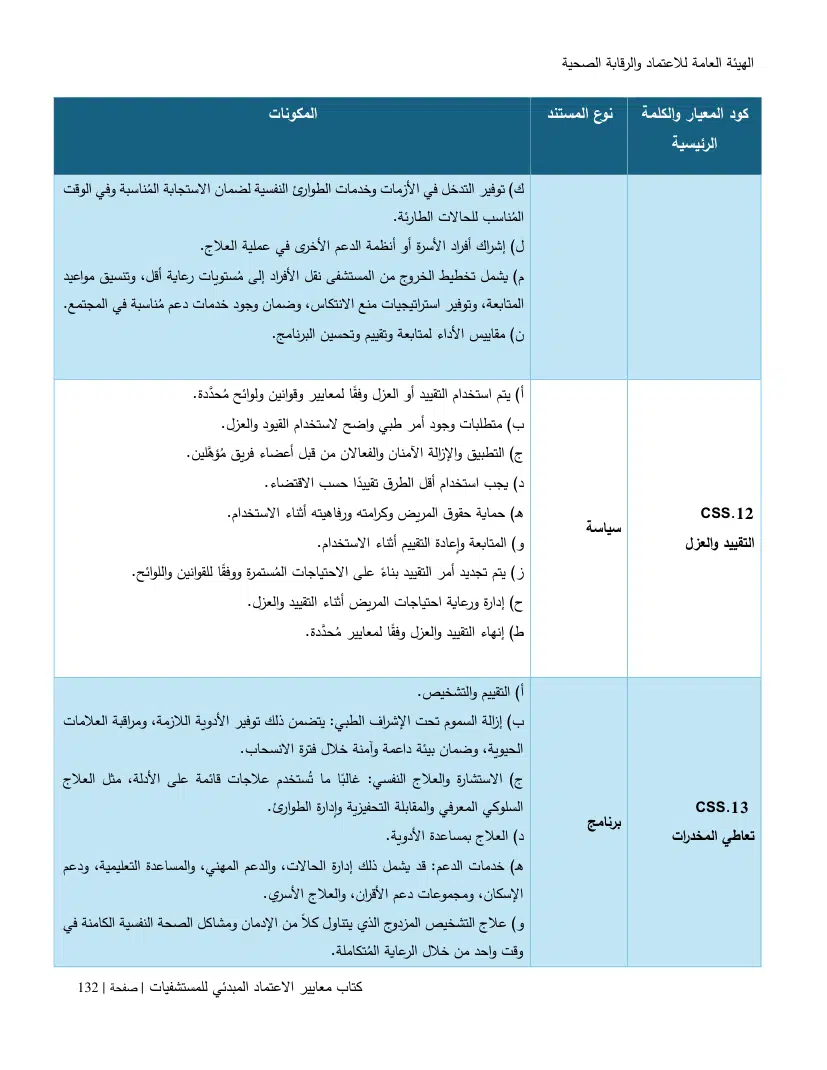 الهيئة العامة للاعتماد والرقابة الصحية
كود المعيار والكلمة الرئيسية
نوع المستند
المكونات
ك) توفير التدخل في الأزمات وخدمات الطوارئ النفسية لضمان الاستجابة المُناسبة وفي الوقت
المُناسب للحالات الطارئة.
ل) إشراك أفراد الأسرة أو أنظمة الدعم الأخرى في عملية العلاج.
م) يشمل تخطيط الخروج من المستشفى نقل الأفراد إلى مُستويات رعاية أقل، وتنسيق مواعيد
المتابعة، وتوفير استراتيجيات منع الانتكاس، وضمان وجود خدمات دعم مُناسبة في المجتمع.
ن) مقاييس الأداء لمتابعة وتقييم وتحسين البرنامج.
CSS.12
التقييد والعزل
سياسة
أ) يتم استخدام التقييد أو العزل وفقًا لمعايير وقوانين ولوائح مُحدَّدة.
ب) متطلبات وجود أمر طبي واضح لاستخدام القيود والعزل.
ج) التطبيق والإزالة الآمنان والفعالان من قبل أعضاء فريق مُؤهَّلين.
د) يجب استخدام أقل الطرق تقييدًا حسب الاقتضاء.
ه) حماية حقوق المريض وكرامته ورفاهيته أثناء الاستخدام.
و) المتابعة وإعادة التقييم أثناء الاستخدام.
ز) يتم تجديد أمر التقييد بناءً على الاحتياجات المُستمرة ووفقًا للقوانين واللوائح.
ح) إدارة ورعاية احتياجات المريض أثناء التقييد والعزل.
ط) إنهاء التقييد والعزل وفقًا لمعايير مُحدَّدة.
CSS.13
تعاطي المخدرات
برنامج
أ) التقييم والتشخيص.
ب) إزالة السموم تحت الإشراف الطبي: يتضمن ذلك توفير الأدوية اللازمة، ومراقبة العلامات
الحيوية، وضمان بيئة داعمة وآمنة خلال فترة الانسحاب.
ج) الاستشارة والعلاج النفسي: غالبًا ما تُستخدم علاجات قائمة على الأدلة، مثل العلاج
السلوكي المعرفي والمقابلة التحفيزية وإدارة الطوارئ.
د) العلاج بمساعدة الأدوية.
ه) خدمات الدعم: قد يشمل ذلك إدارة الحالات، والدعم المهني، والمساعدة التعليمية، ودعم
الإسكان، ومجموعات دعم الأقران، والعلاج الأسري.
و) علاج التشخيص المزدوج الذي يتناول كلاً من الإدمان ومشاكل الصحة النفسية الكامنة في
وقت واحد من خلال الرعاية المُتكاملة.
كتاب معايير الاعتماد المبدئي للمستشفيات | صفحة | 132